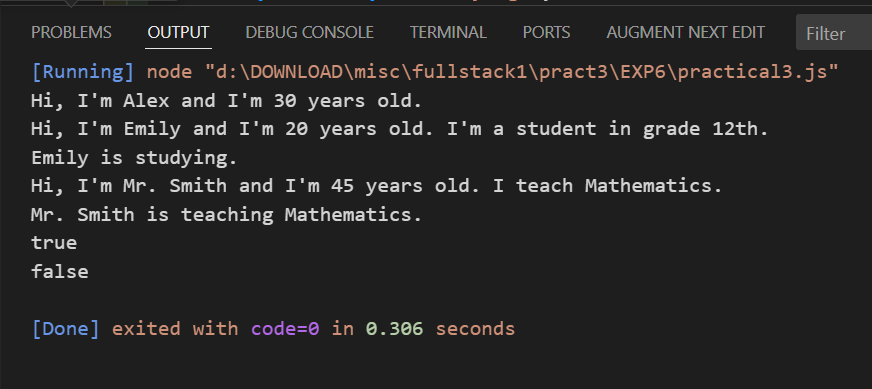 PROBLEMS OUTPUT DEBUG CONSOLE TERMINAL PORTS AUGMENT NEXT EDIT Filter
[Running] node "d:\DOWNLOAD\misc\fullstack1\pract3\EXP6\practical3.js"
Hi, I'm Alex and I'm 30 years old.
Hi, I'm Emily and I'm 20 years old. I'm a student in grade 12th.
Emily is studying.
Hi, I'm Mr. Smith and I'm 45 years old. I teach Mathematics.
Mr. Smith is teaching Mathematics.
true
false
[Done] exited with code=0 in 0.306 seconds